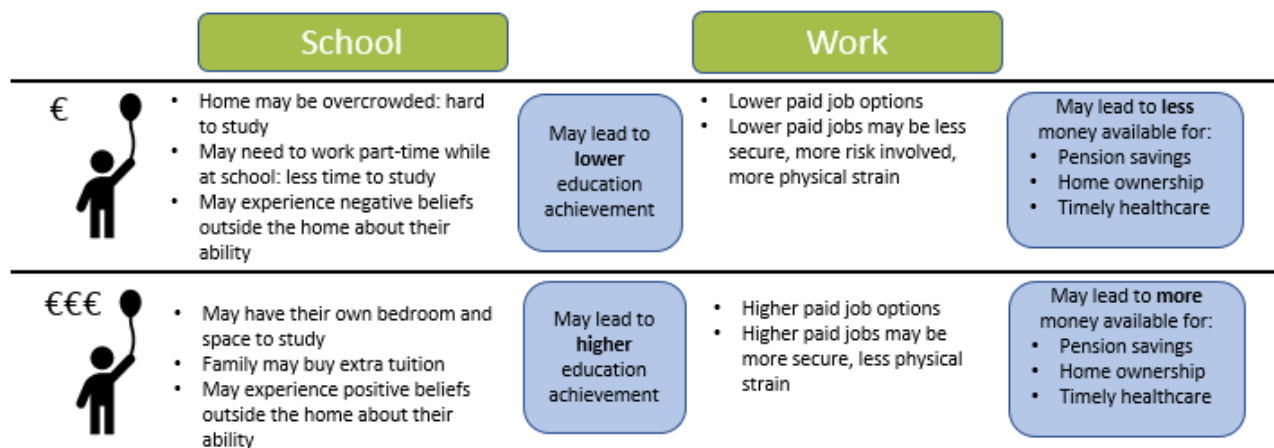 School
Work
€
• Home may be overcrowded: hard
to study
• May need to work part-time while
at school: less time to study
• May experience negative beliefs
outside the home about their
ability
May lead to
lower
education
achievement
• Lower paid job options
• Lower paid jobs may be less
secure, more risk involved,
more physical strain
May lead to less
money available for:
• Pension savings
• Home ownership
• Timely healthcare
€€€
• May have their own bedroom and
space to study
• Family may buy extra tuition
• May experience positive beliefs
outside the home about their
ability
May lead to
higher
education
achievement
• Higher paid job options
• Higher paid jobs may be
more secure, less physical
strain
May lead to more
money available for:
• Pension savings
• Home ownership
• Timely healthcare